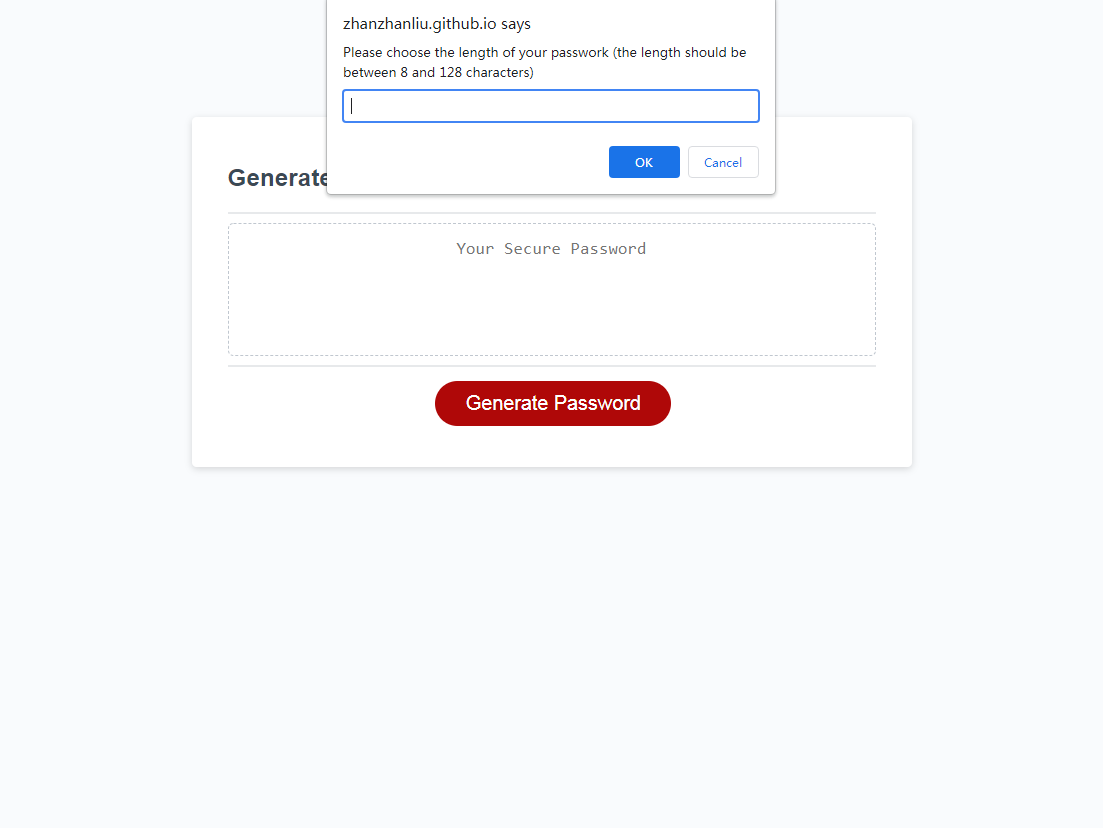 zhanzhanliu.github.io says
Please choose the length of your passwork (the length should be
between 8 and 128 characters)
OK
Cancel
Generate
Your Secure Password
Generate Password